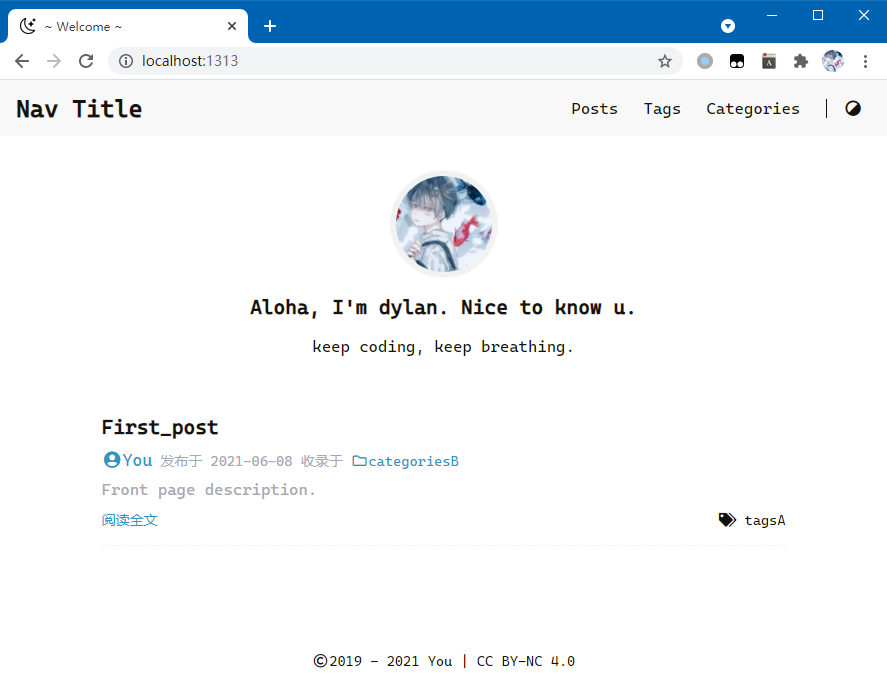 ~ Welcome ~
localhost:1313
Nav Title Posts Tags Categories
Aloha, I'm dylan. Nice to know u.
keep coding, keep breathing.
First_post
You 发布于 2021-06-08 收录于 categoriesB
Front page description.
阅读全文 tagsA
©2019 - 2021 You | CC BY-NC 4.0